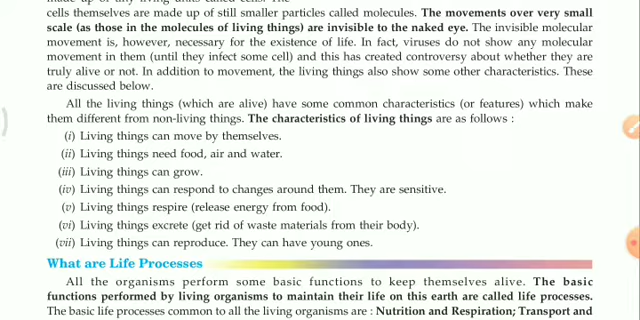 cells themselves are made up of still smaller particles called molecules. The movements over very small
scale (as those in the molecules of living things) are invisible to the naked eye. The invisible molecular
movement is, however, necessary for the existence of life. In fact, viruses do not show any molecular
movement in them (until they infect some cell) and this has created controversy about whether they are
truly alive or not. In addition to movement, the living things also show some other characteristics. These
are discussed below.
All the living things (which are alive) have some common characteristics (or features) which make
them different from non-living things. The characteristics of living things are as follows :
(i) Living things can move by themselves.
(ii) Living things need food, air and water.
(iii) Living things can grow.
(iv) Living things can respond to changes around them. They are sensitive.
(v) Living things respire (release energy from food).
(vi) Living things excrete (get rid of waste materials from their body).
(vii) Living things can reproduce. They can have young ones.
What are Life Processes
All the organisms perform some basic functions to keep themselves alive. The basic
functions performed by living organisms to maintain their life on this earth are called life processes.
The basic life processes common to all the living organisms are : Nutrition and Respiration; Transport and